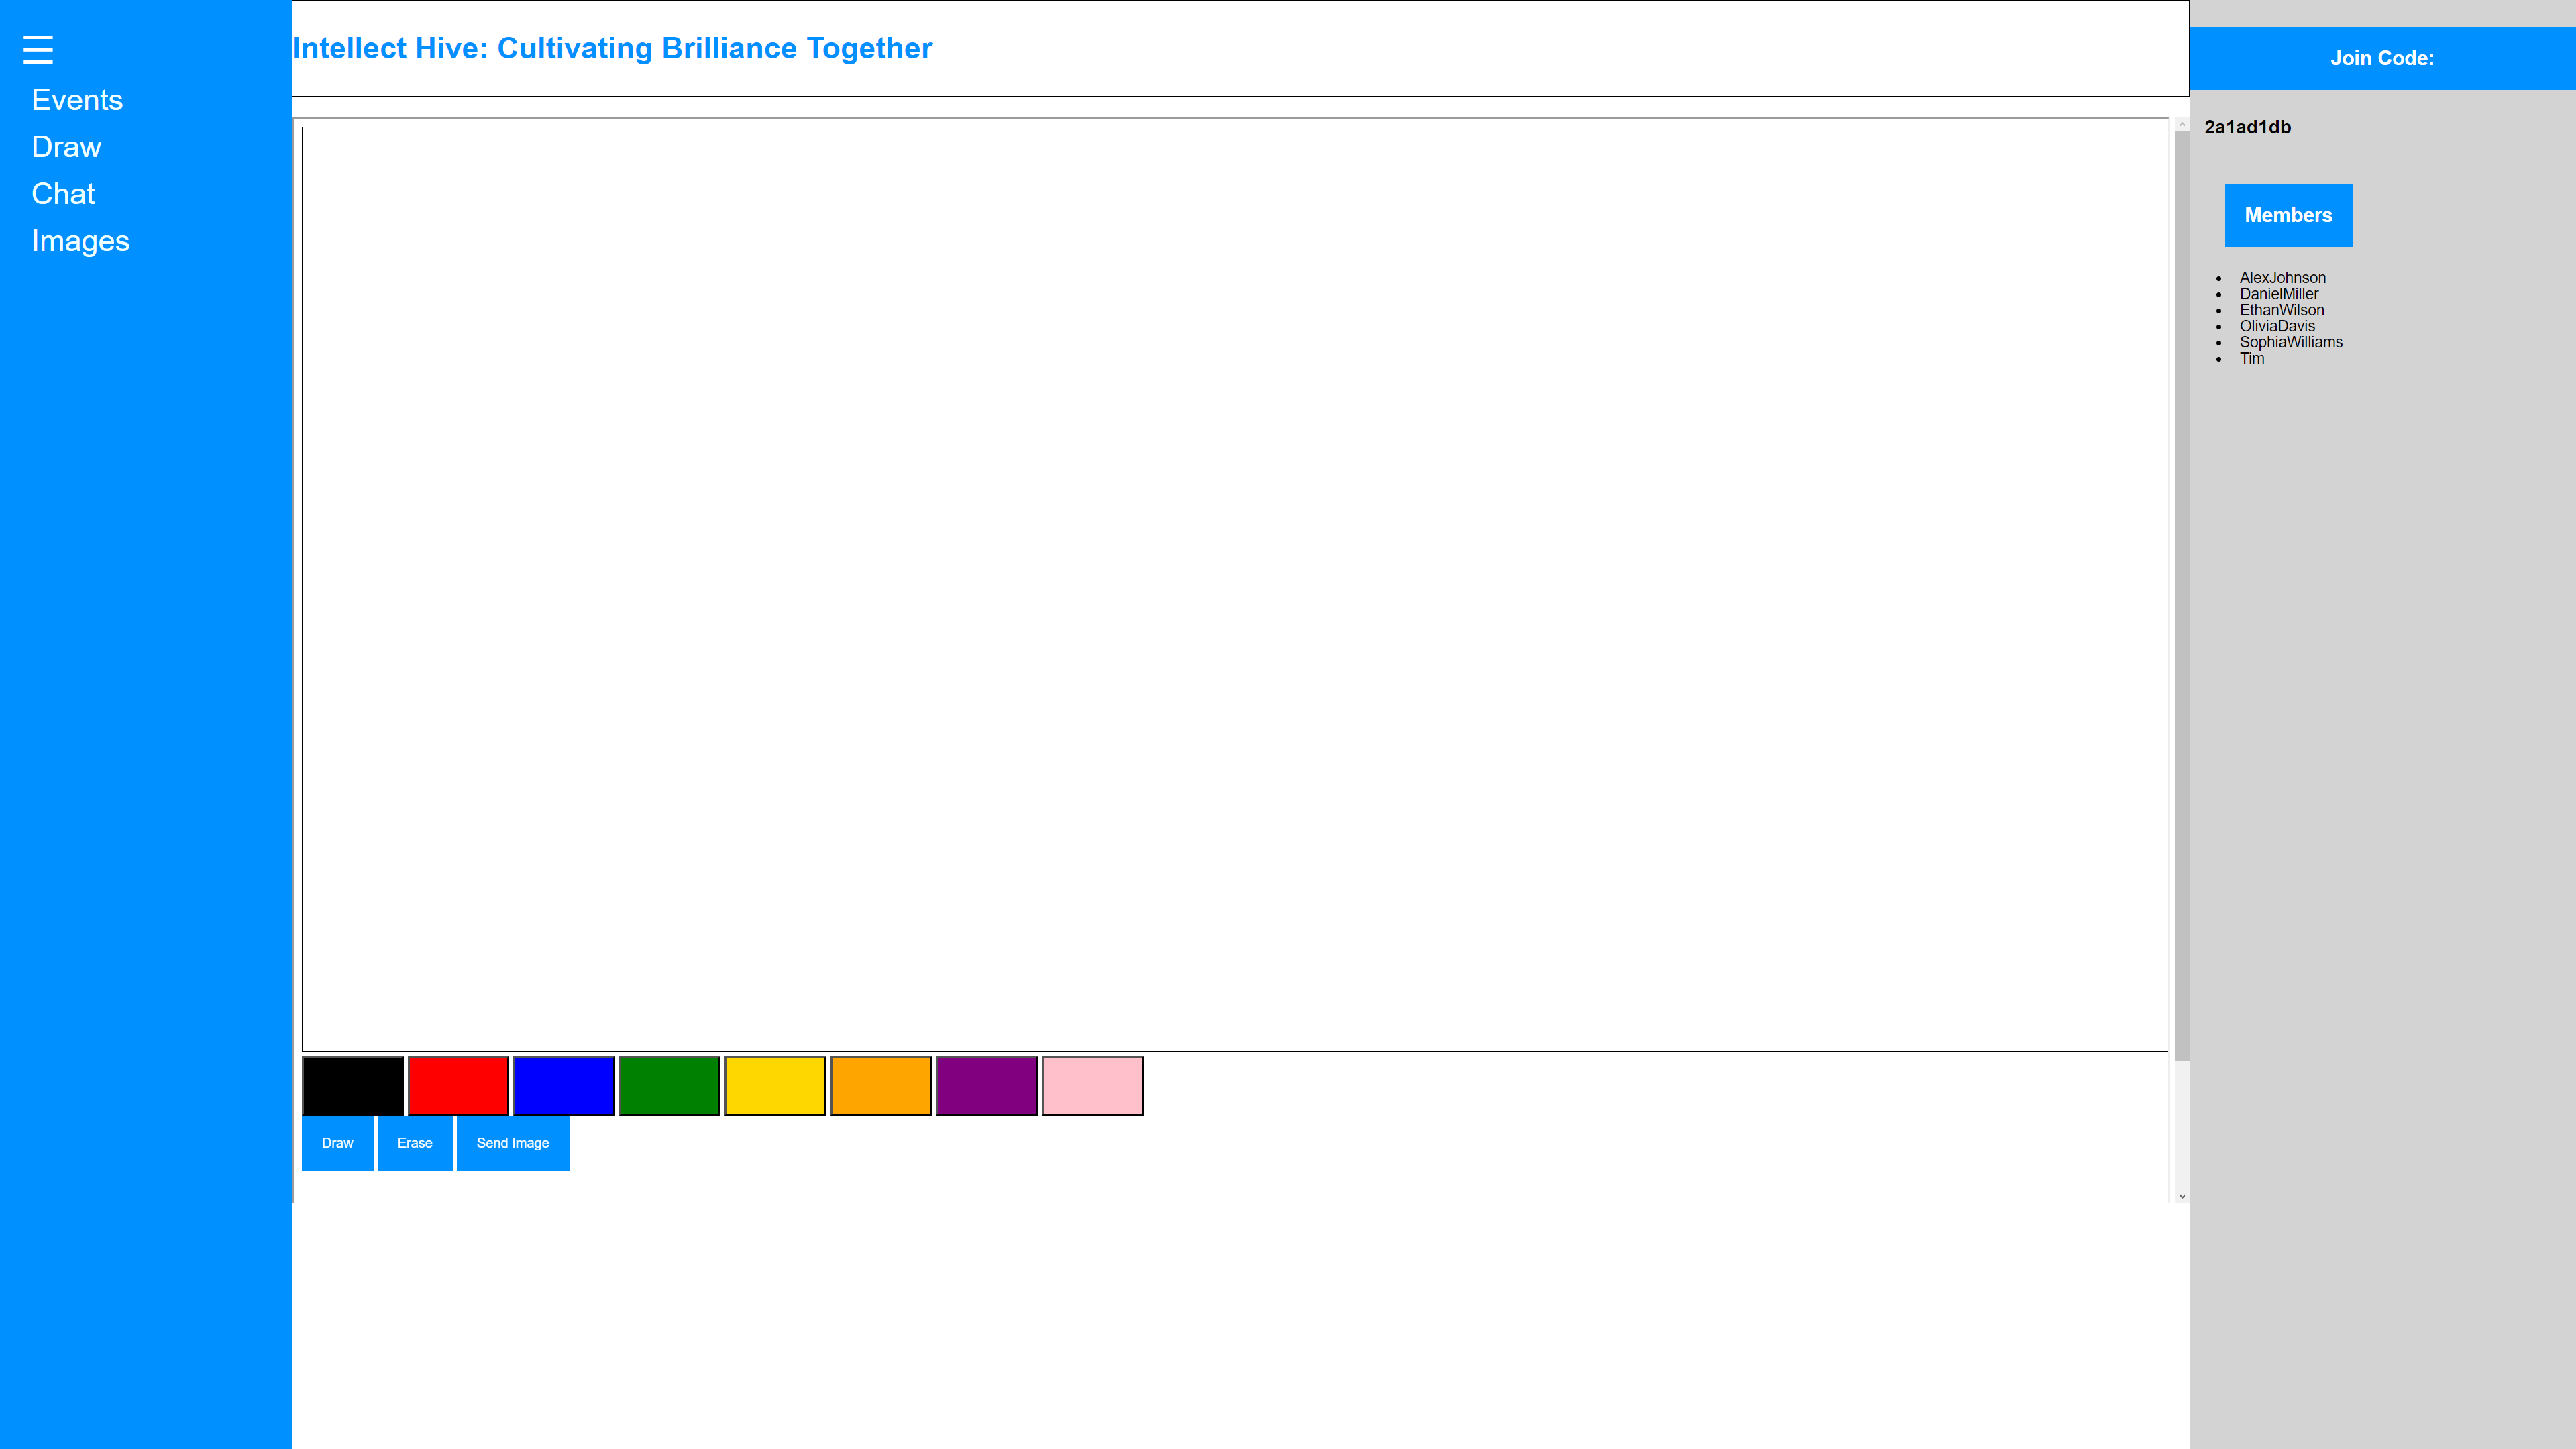 Events
Draw
Chat
Images
Intellect Hive: Cultivating Brilliance Together
Draw
Erase
Send Image
Join Code:
2a1ad1db
Members
AlexJohnson
DanielMiller
EthanWilson
OliviaDavis
SophiaWilliams
Tim